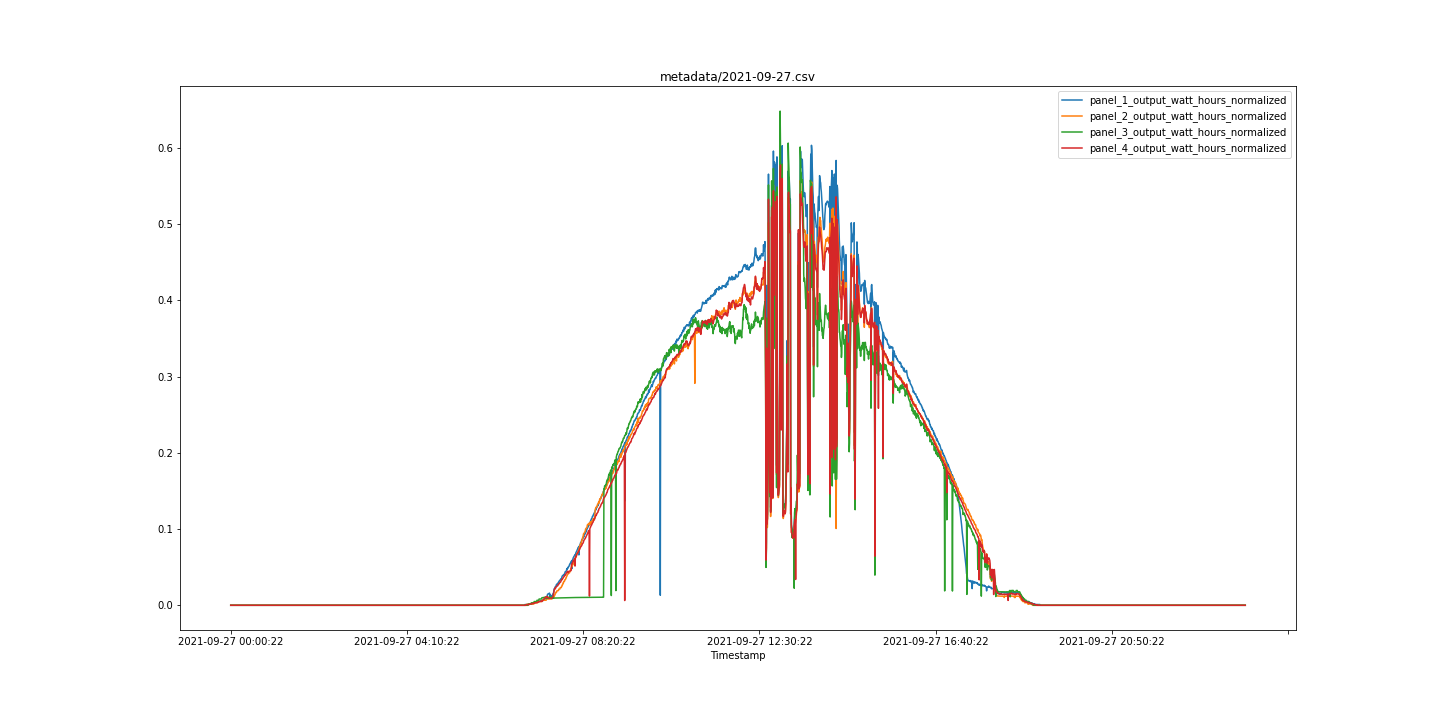 metadata/2021-09-27.csv
panel_1_output_watt_hours_normalized
panel_2_output_watt_hours_normalized
panel_3_output_watt_hours_normalized
panel_4_output_watt_hours_normalized
0.6
0.5
0.4
0.3
0.2
0.1
0.0
2021-09-27 00:00:22 2021-09-27 04:10:22 2021-09-27 08:20:22 2021-09-27 12:30:22 2021-09-27 16:40:22 2021-09-27 20:50:22
Timestamp